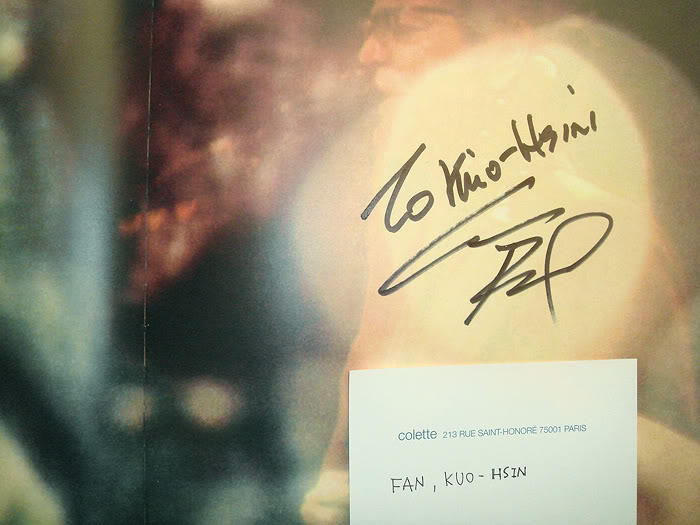 To Kuo-Hsin
colette 213 RUE SAINT-HONORÉ 75001 PARIS
FAN, KUO-HSIN